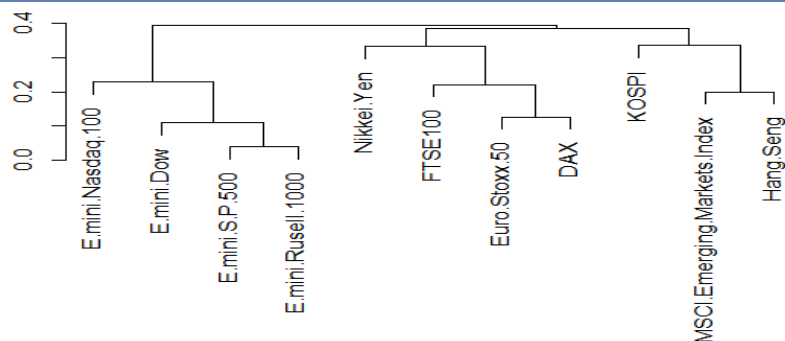 0.4
0.2
0.0
E.mini.Nasdaq.100
E.mini.Dow
E.mini.S.P.500
E.mini.Rusell.1000
Nikkei.Yen
FTSE100
Euro.Stoxx.50
DAX
KOSPI
MSCI.Emerging.Markets.Index
Hang.Seng